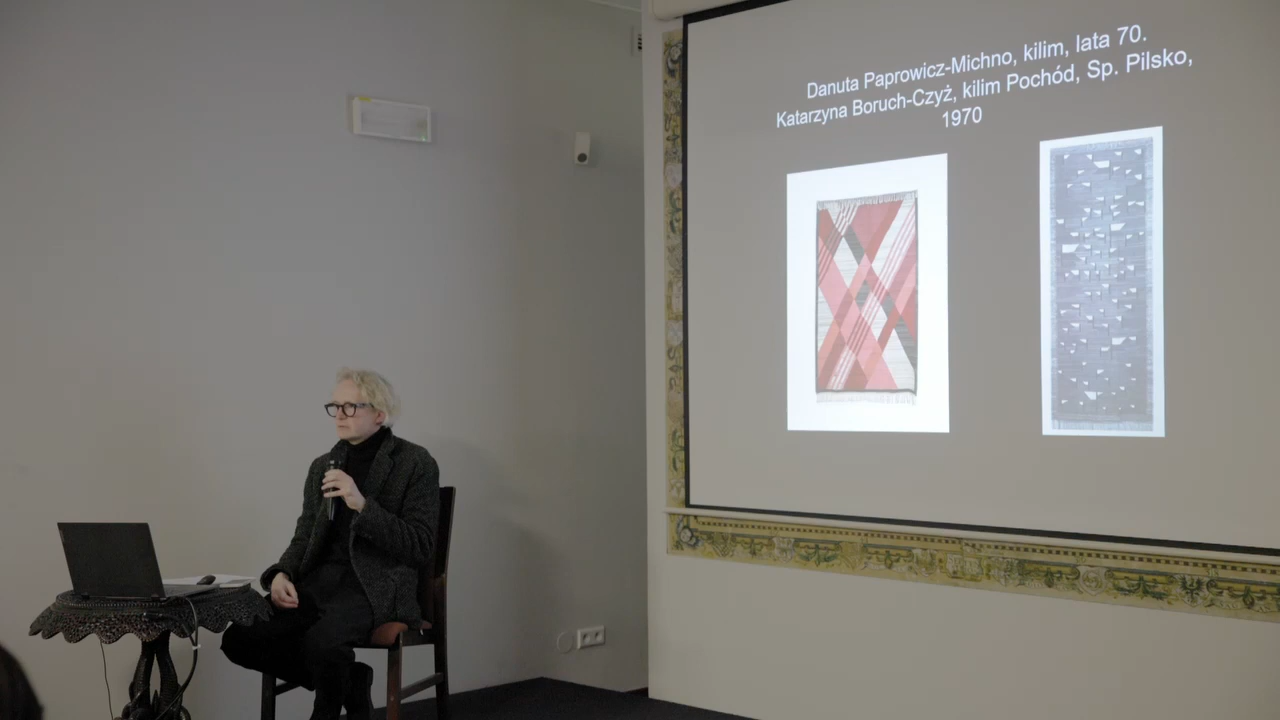 Danuta Paprowicz-Michno, kilim, lata 70.
Katarzyna Boruch-Czyż, kilim Pochód, Sp. Pilsko,
1970